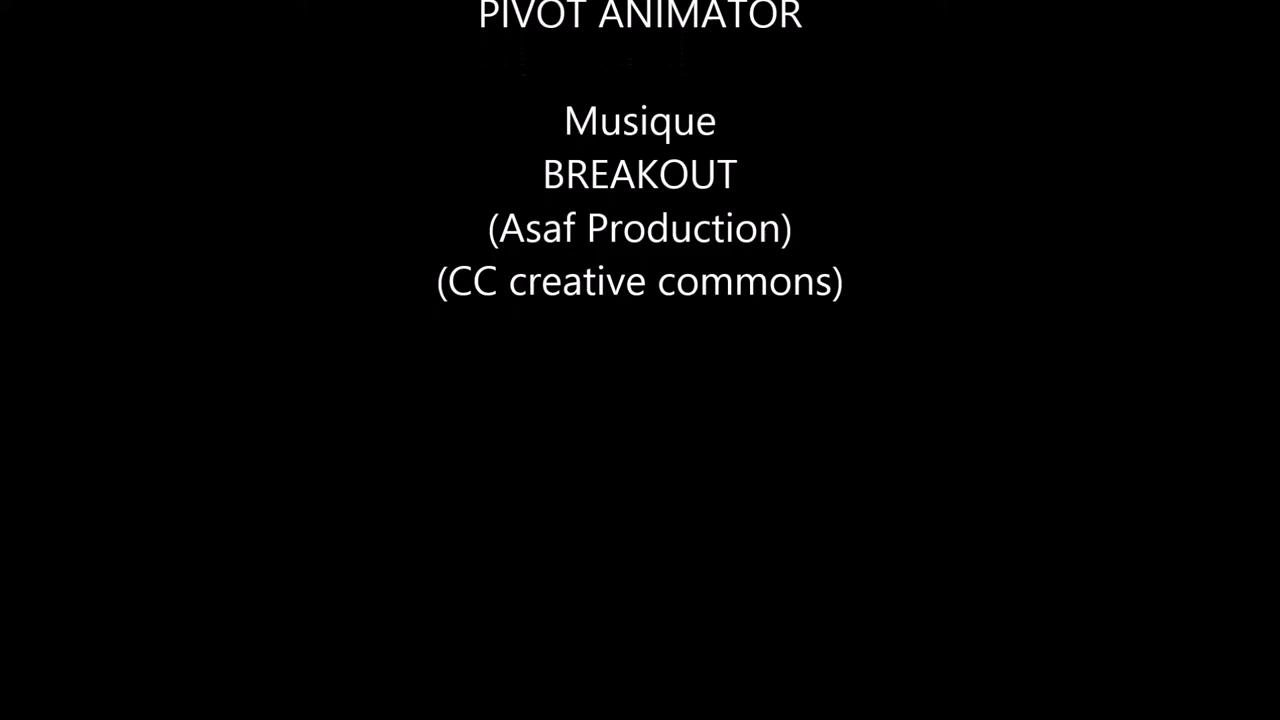 PIVOT ANIMATOR
Musique
BREAKOUT
(Asaf Production)
(CC creative commons)